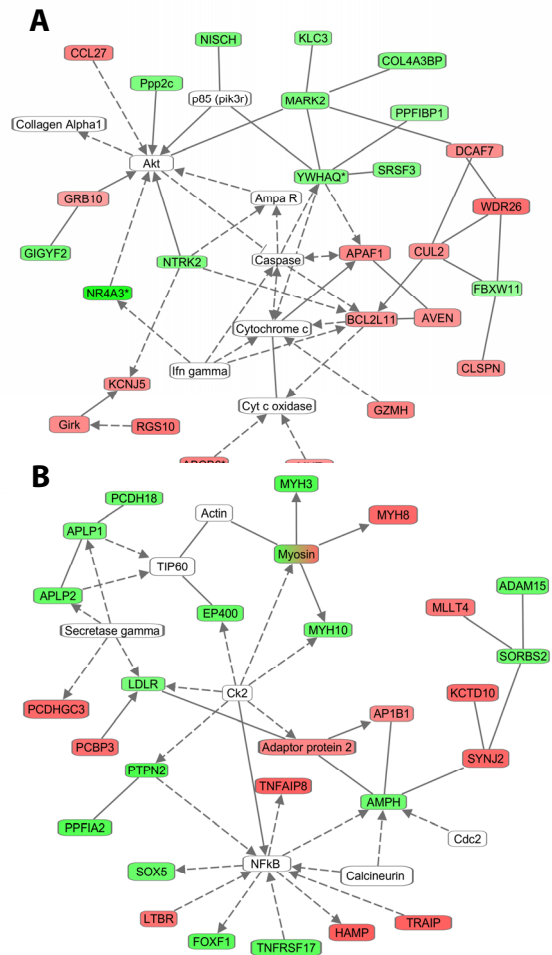 A
NISCH
KLC3
CCL27
COL4A3BP
Ppp2c
p85 (pik3r)
MARK2
PPFIBP1
Collagen Alpha1
DCAF7
Akt
YWHAQ*
SRSF3
GRB10
Ampa R
WDR26
GIGYF2
NTRK2
Caspase
APAF1
CUL2
NR4A3*
FBXW11
Cytochrome c
BCL2L11
AVEN
Ifn gamma
CLSPN
KCNJ5
Girk
RGS10
Cyt c oxidase
GZMH
B
PCDH18
MYH3
APLP1
Actin
MYH8
TIP60
Myosin
APLP2
ADAM15
EP400
MLLT4
Secretase gamma
MYH10
SORBS2
LDLR
Ck2
PCDHGC3
AP1B1
KCTD10
PCBP3
Adaptor protein 2
SYNJ2
PTPN2
TNFAIP8
AMPH
PPFIA2
Cdc2
SOX5
NFkB
Calcineurin
LTBR
TRAIP
FOXF1
TNFRSF17
HAMP